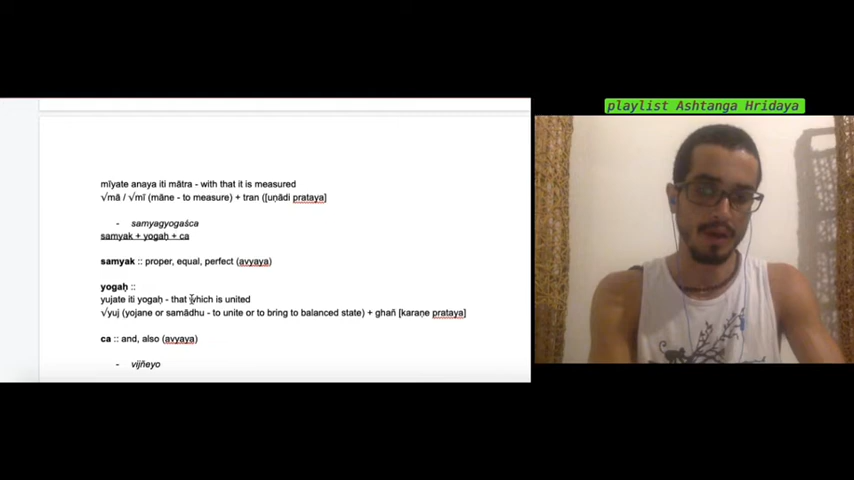 mīyate anaya iti mātra - with that it is measured
√mā / √mī (māne - to measure) + tran ([uṇādi prataya]
- samyagyogaśca
samyak + yogaḥ + ca
samyak :: proper, equal, perfect (avyaya)
yogaḥ ::
yujate iti yogaḥ - that which is united
√yuj (yojane or samādhu - to unite or to bring to balanced state) + ghañ [karaṇe prataya]
ca :: and, also (avyaya)
- vijñeyo
playlist Ashtanga Hridaya